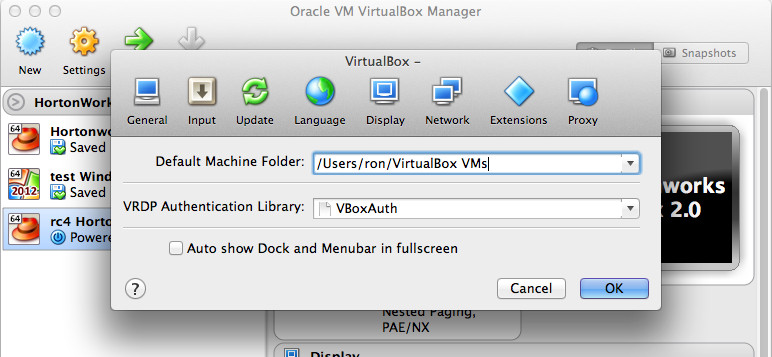 Oracle VM VirtualBox Manager
New
Settings
Snapshots
VirtualBox –
General
Input
Update
Language
Display
Network
Extensions
Proxy
HortonWork
64
Hortonwo
Saved
64
2012
test Wind
Saved
64
rc4 Horto
Powere
Default Machine Folder:
/Users/ron/VirtualBox VMs
VRDP Authentication Library:
VBoxAuth
Auto show Dock and Menubar in fullscreen
?
Cancel
OK
works
2.0
Nested Paging,
PAE/NX
Display